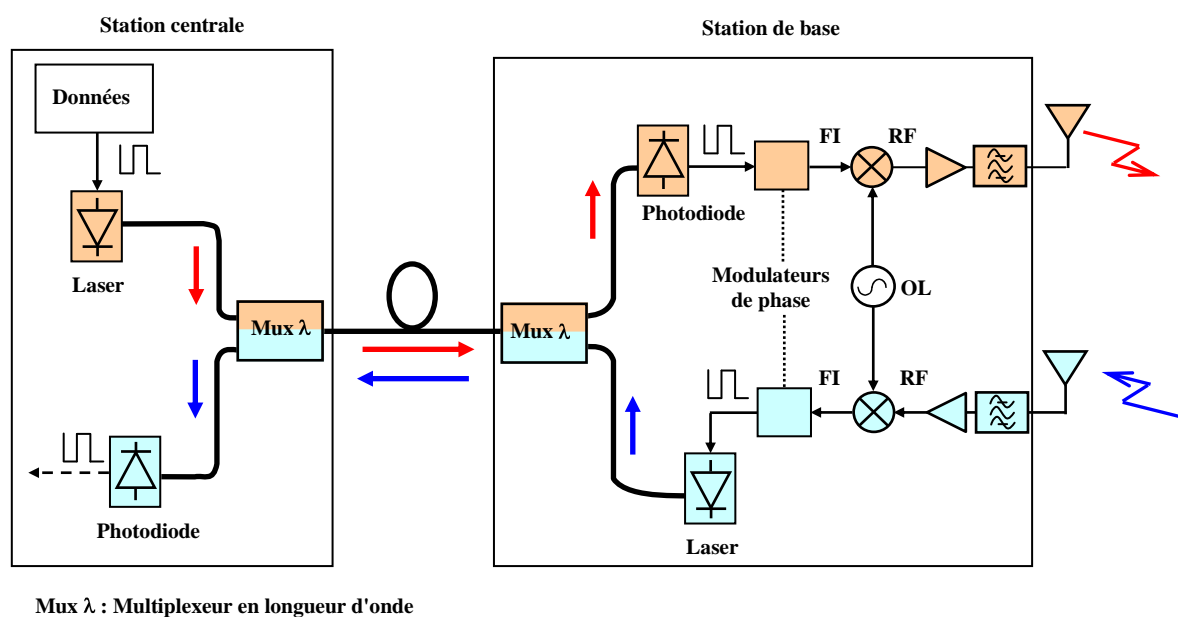 Station centrale
Station de base
Données
Laser
Mux λ
Photodiode
Mux λ
Photodiode
FI
RF
Modulateurs
de phase
OL
FI
RF
Laser
Mux λ : Multiplexeur en longueur d'onde